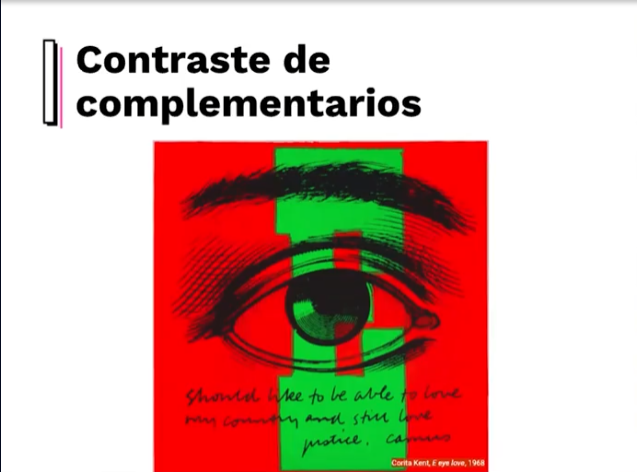 Contraste de
complementarios
should like to be able to love
my country and still love
justice. camus
Corita Kent, E eye love, 1968